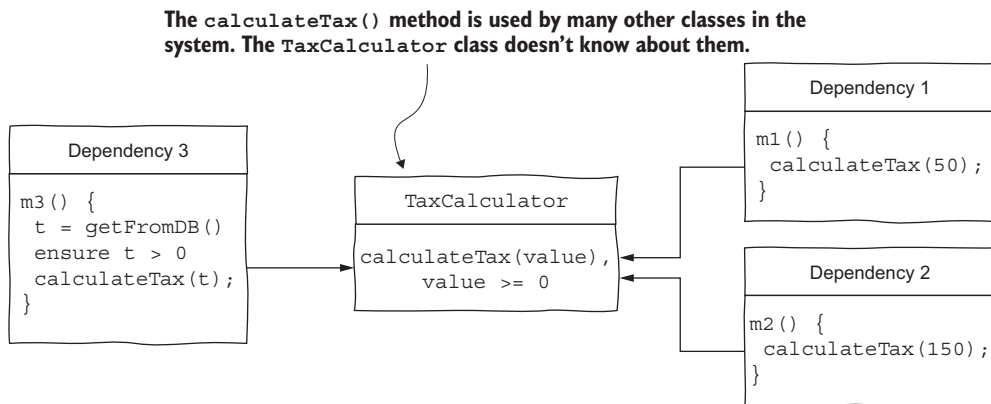 The calculateTax() method is used by many other classes in the
system. The TaxCalculator class doesn't know about them.
Dependency 3
m3() {
t = getFromDB()
ensure t > 0
calculateTax(t);
}
TaxCalculator
calculateTax(value),
value >= 0
Dependency 1
m1() {
calculateTax(50);
}
Dependency 2
m2() {
calculateTax(150);
}